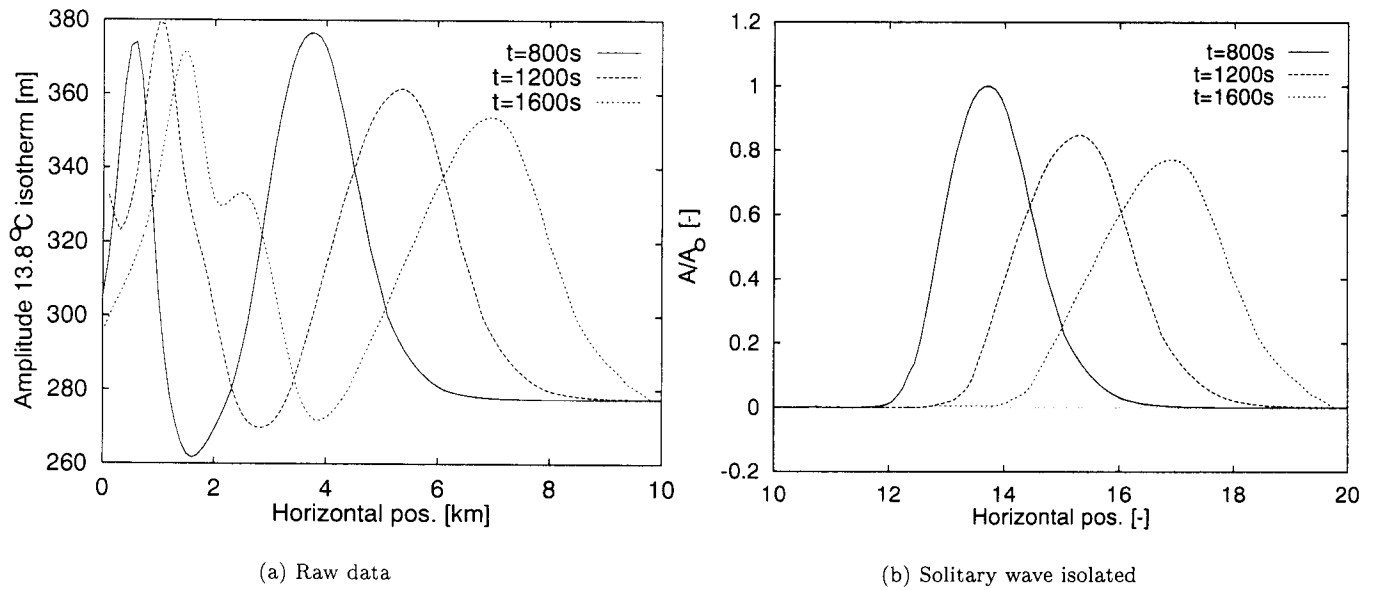 380
360
340
320
300
280
260
Amplitude 13.8 °C isotherm [m]
t=800s
t=1200s
t=1600s
0
2
4
6
8
10
Horizontal pos. [km]
(a) Raw data
1.2
1
0.8
0.6
0.4
0.2
0
-0.2
A/Ao [-]
t=800s
t=1200s
t=1600s
10
12
14
16
18
20
Horizontal pos. [-]
(b) Solitary wave isolated